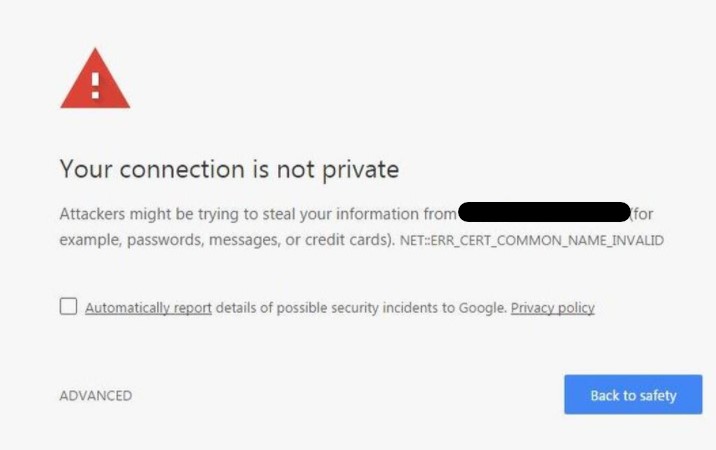 Your connection is not private
Attackers might be trying to steal your information from (for
example, passwords, messages, or credit cards). NET::ERR_CERT_COMMON_NAME_INVALID
Automatically report details of possible security incidents to Google. Privacy policy
ADVANCED
Back to safety